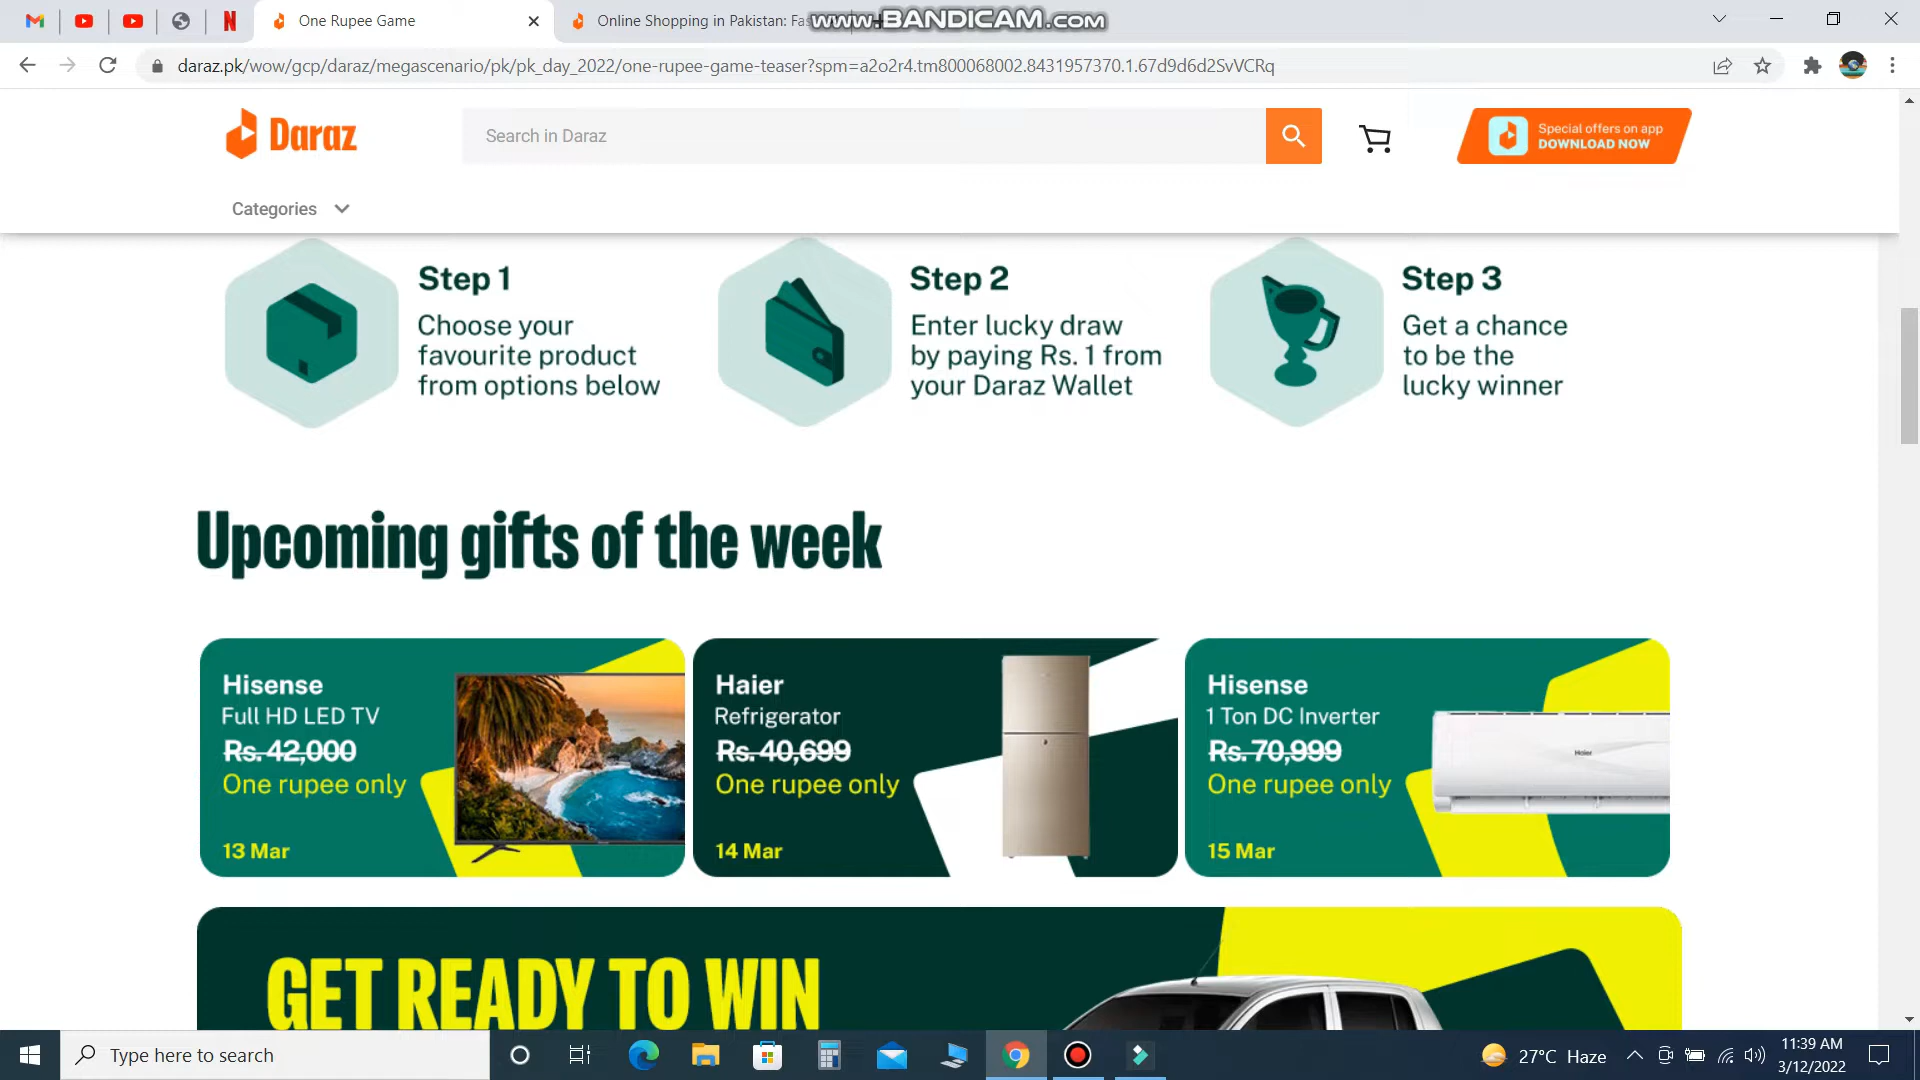 One Rupee Game
Online Shopping in Pakistan: Fas
www.BANDICAM.com
daraz.pk/wow/gcp/daraz/megascenario/pk/pk_day_2022/one-rupee-game-teaser?spm=a2o2r4.tm800068002.8431957370.1.67d9d6d2SvVCRq
Daraz
Search in Daraz
Special offers on app
DOWNLOAD NOW
Categories
Step 1
Choose your
favourite product
from options below
Step 2
Enter lucky draw
by paying Rs. 1 from
your Daraz Wallet
Step 3
Get a chance
to be the
lucky winner
Upcoming gifts of the week
Hisense
Full HD LED TV
Rs. 42,000
One rupee only
13 Mar
Haier
Refrigerator
Rs. 40,699
One rupee only
14 Mar
Hisense
1 Ton DC Inverter
Rs. 70,999
One rupee only
15 Mar
Haier
GET READY TO WIN
Type here to search
27°C Haze
11:39 AM
3/12/2022